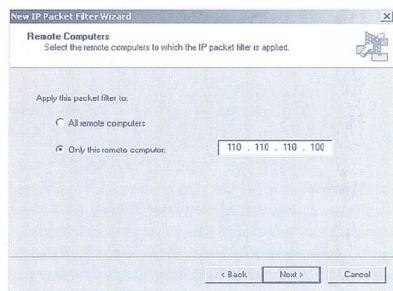 New IP Packet Filter Wizard
Remote Computers
Select the remote computers to which the IP packet filter is applied.
Apply this packet filter to:
All remote computers
Only this remote computer:
110 . 110 . 110 . 100
< Back
Next >
Cancel